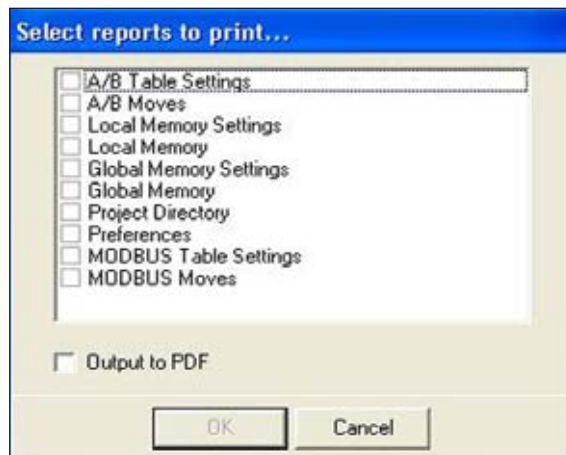 Select reports to print...
A/B Table Settings
A/B Moves
Local Memory Settings
Local Memory
Global Memory Settings
Global Memory
Project Directory
Preferences
MODBUS Table Settings
MODBUS Moves
Output to PDF
OK Cancel